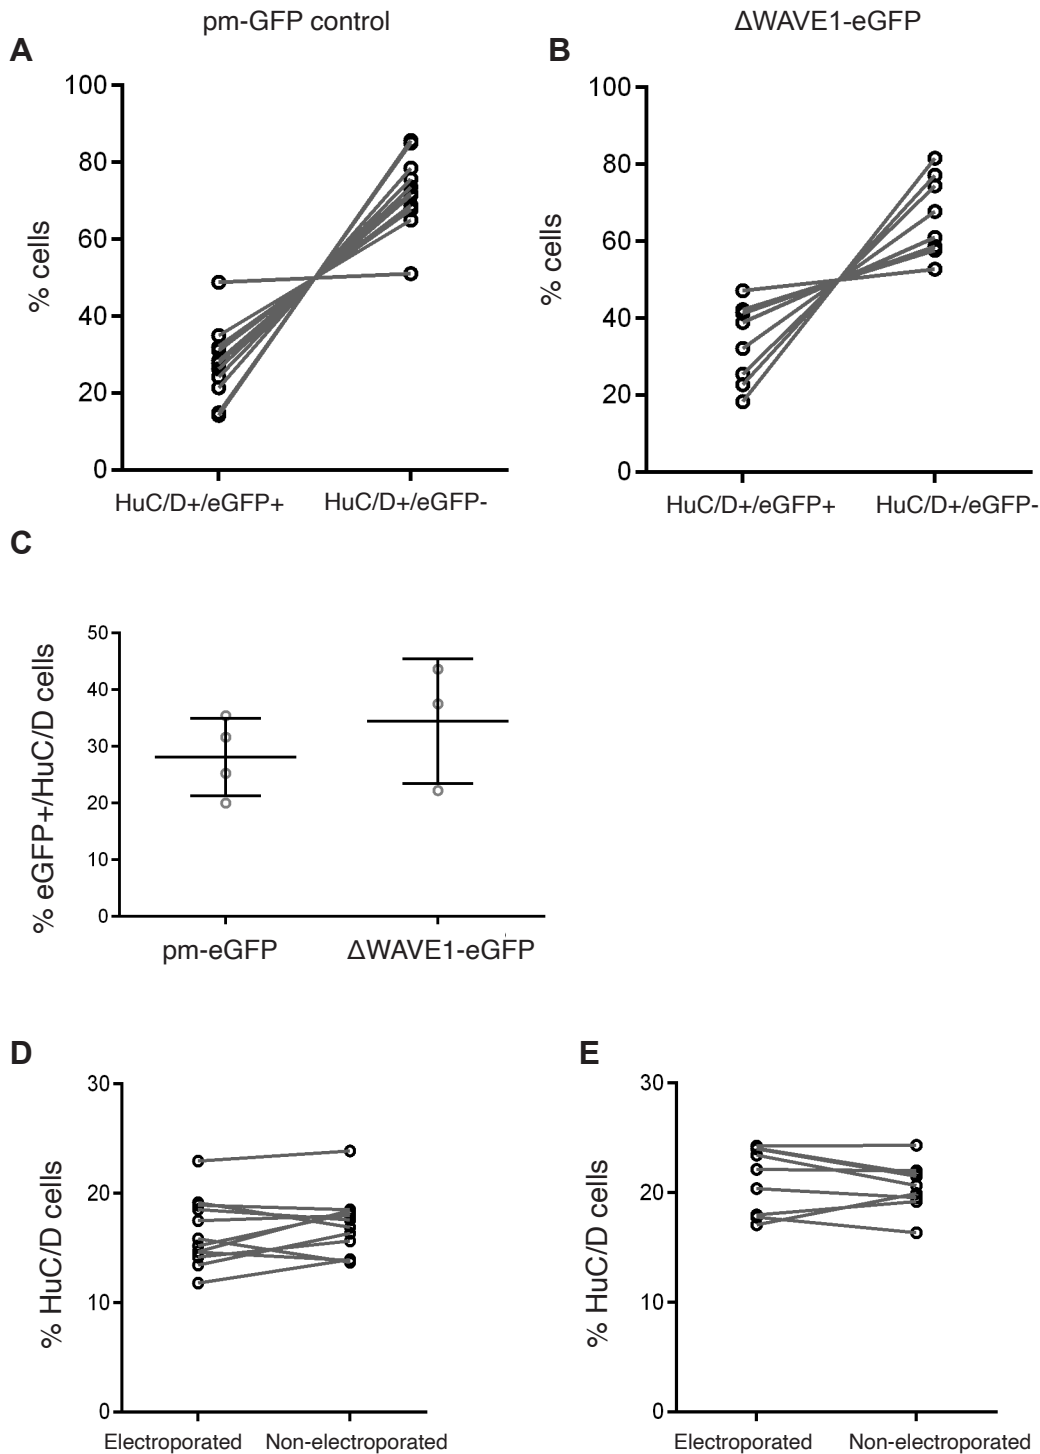 pm-GFP control
ΔWAVE1-eGFP
A
B
% cells
100
80
60
40
20
0
HuC/D+/eGFP+
HuC/D+/eGFP-
% cells
100
80
60
40
20
0
HuC/D+/eGFP+
HuC/D+/eGFP-
C
% eGFP+/HuC/D cells
50
40
30
20
10
0
pm-eGFP
ΔWAVE1-eGFP
D
E
% HuC/D cells
30
20
10
0
Electroporated
Non-electroporated
% HuC/D cells
30
20
10
0
Electroporated
Non-electroporated